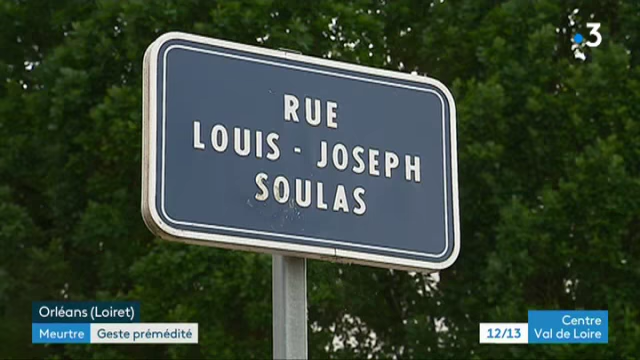 3
RUE
LOUIS - JOSEPH
SOULAS
Orléans (Loiret)
Meurtre Geste prémédité
12/13 Centre
Val de Loire